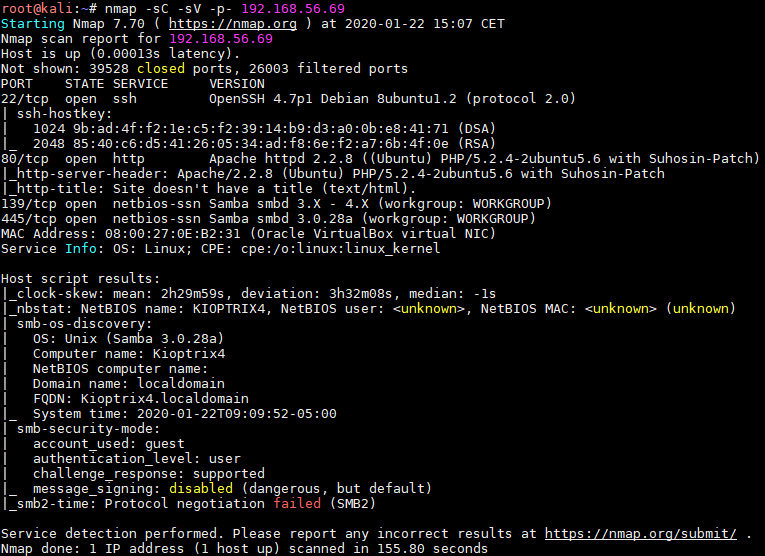 root@kali:~# nmap -sC -sV -p- 192.168.56.69
Starting Nmap 7.70 ( https://nmap.org ) at 2020-01-22 15:07 CET
Nmap scan report for 192.168.56.69
Host is up (0.00013s latency).
Not shown: 39528 closed ports, 26003 filtered ports
PORT    STATE SERVICE     VERSION
22/tcp  open  ssh         OpenSSH 4.7p1 Debian 8ubuntu1.2 (protocol 2.0)
| ssh-hostkey:
|   1024 9b:ad:4f:f2:1e:c5:f2:39:14:b9:d3:a0:0b:e8:41:71 (DSA)
|_  2048 85:40:c6:d5:41:26:05:34:ad:f8:6e:f2:a7:6b:4f:0e (RSA)
80/tcp  open  http        Apache httpd 2.2.8 ((Ubuntu) PHP/5.2.4-2ubuntu5.6 with Suhosin-Patch)
|_http-server-header: Apache/2.2.8 (Ubuntu) PHP/5.2.4-2ubuntu5.6 with Suhosin-Patch
|_http-title: Site doesn't have a title (text/html).
139/tcp open  netbios-ssn Samba smbd 3.X - 4.X (workgroup: WORKGROUP)
445/tcp open  netbios-ssn Samba smbd 3.0.28a (workgroup: WORKGROUP)
MAC Address: 08:00:27:0E:B2:31 (Oracle VirtualBox virtual NIC)
Service Info: OS: Linux; CPE: cpe:/o:linux:linux_kernel

Host script results:
|_clock-skew: mean: 2h29m59s, deviation: 3h32m08s, median: -1s
|_nbstat: NetBIOS name: KIOPTRIX4, NetBIOS user: <unknown>, NetBIOS MAC: <unknown> (unknown)
| smb-os-discovery:
|   OS: Unix (Samba 3.0.28a)
|   Computer name: Kioptrix4
|   NetBIOS computer name:
|   Domain name: localdomain
|   FQDN: Kioptrix4.localdomain
|_  System time: 2020-01-22T09:09:52-05:00
| smb-security-mode:
|   account_used: guest
|   authentication_level: user
|   challenge_response: supported
|_  message_signing: disabled (dangerous, but default)
|_smb2-time: Protocol negotiation failed (SMB2)

Service detection performed. Please report any incorrect results at https://nmap.org/submit/ .
Nmap done: 1 IP address (1 host up) scanned in 155.80 seconds